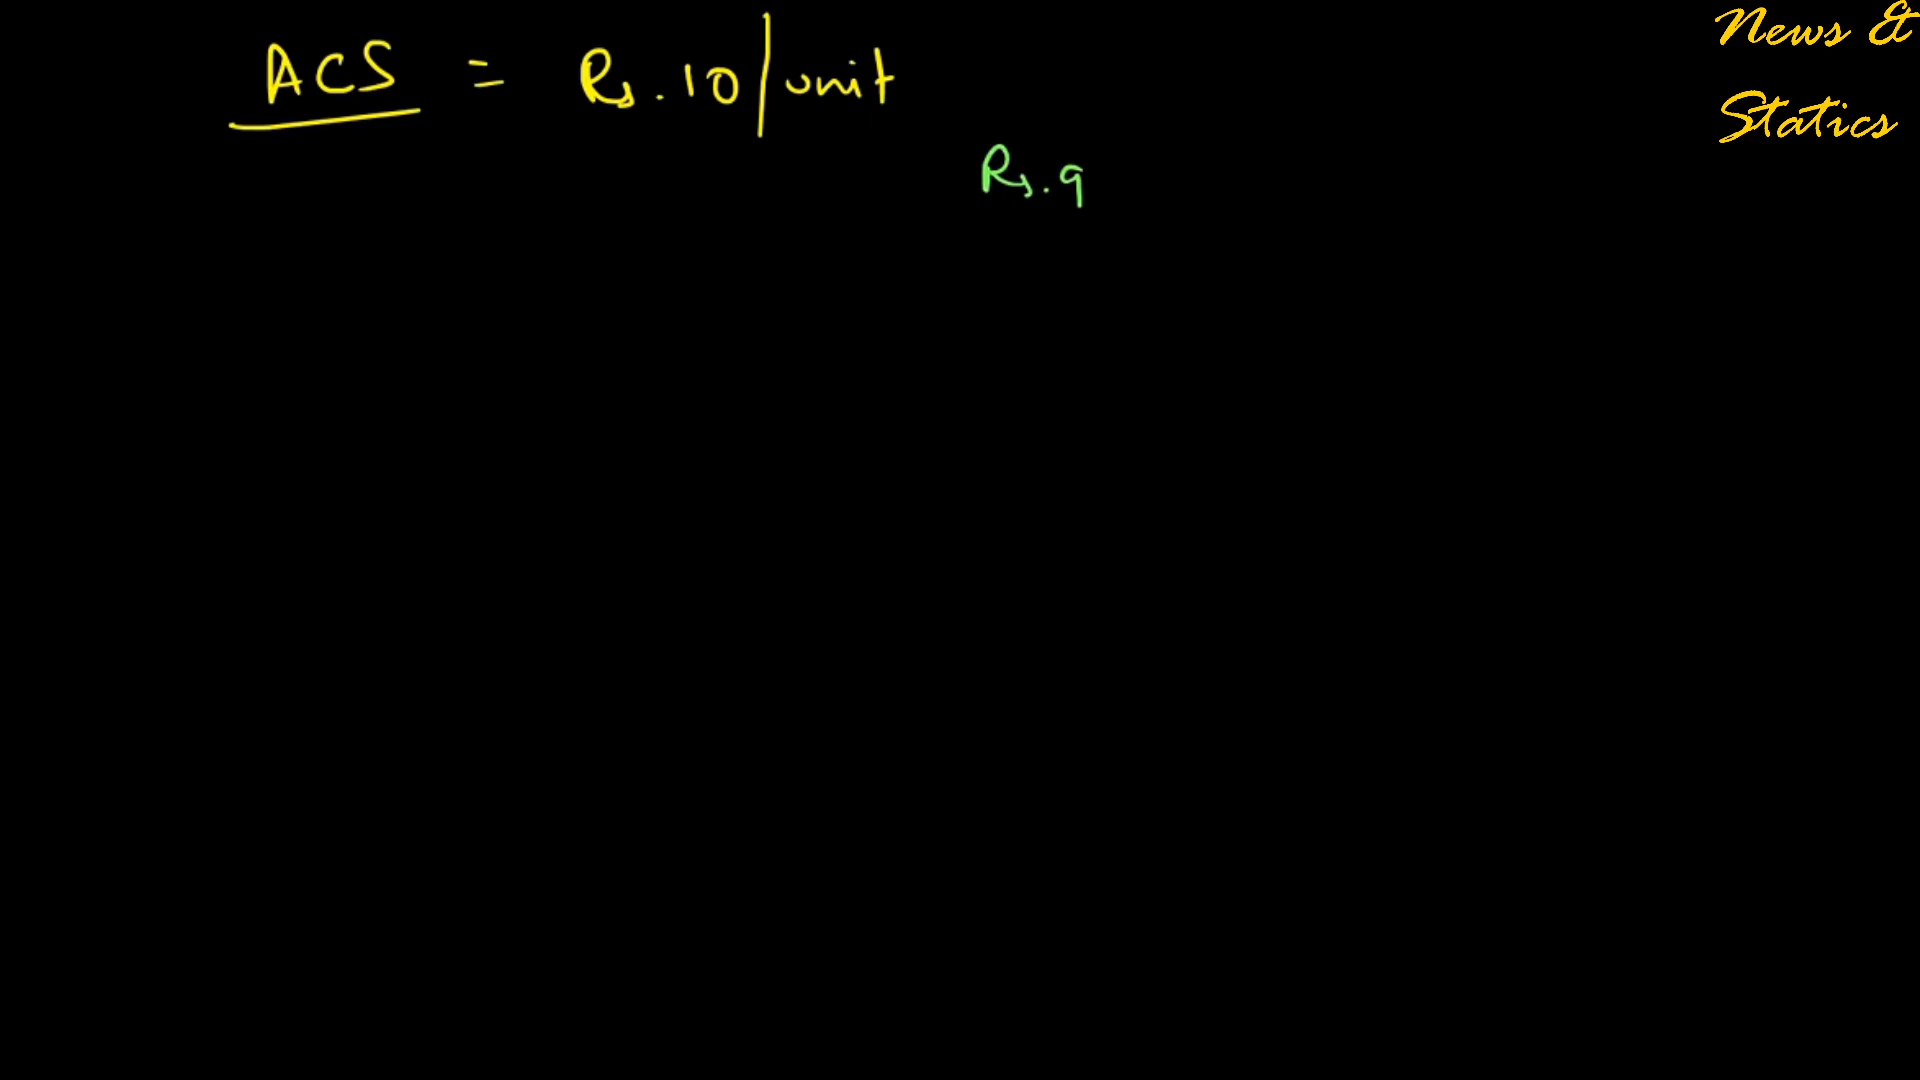 ACS = Rs. 10/unit
Rs. 9
News &
Statics